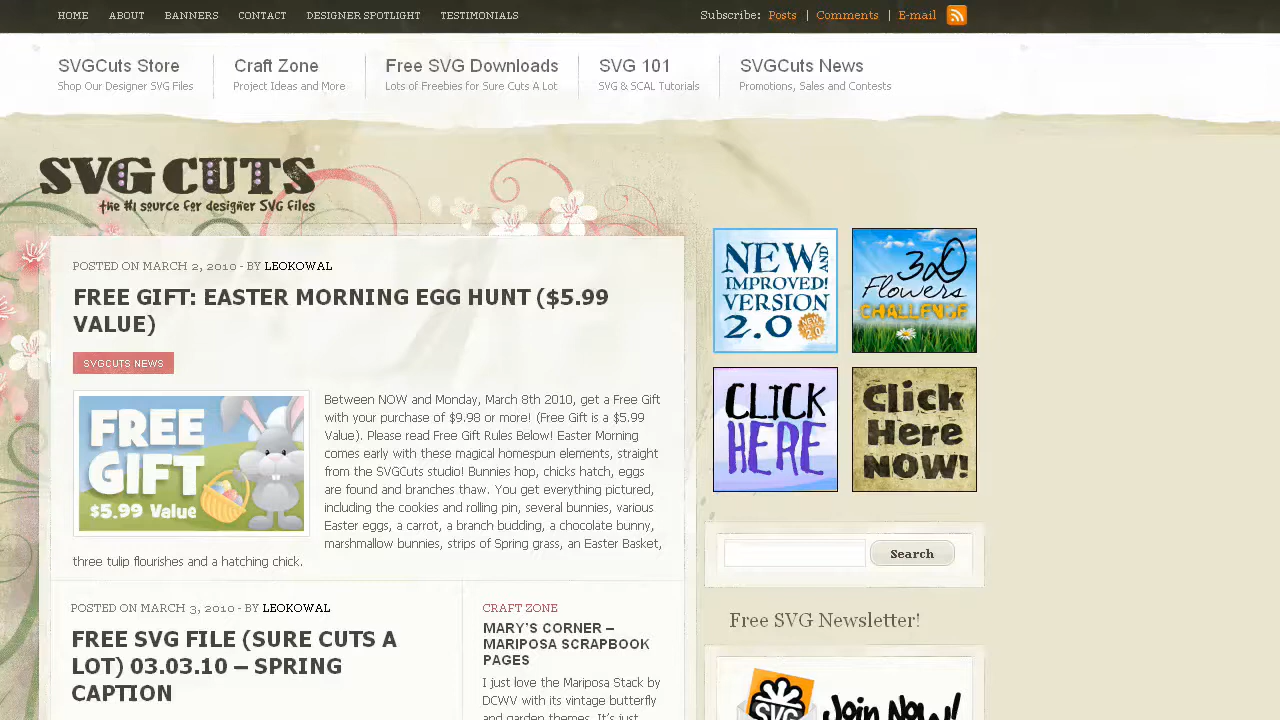 HOME ABOUT BANNERS CONTACT DESIGNER SPOTLIGHT TESTIMONIALS
Subscribe: Posts | Comments | E-mail
SVGCuts Store
Shop Our Designer SVG Files
Craft Zone
Project Ideas and More
Free SVG Downloads
Lots of Freebies for Sure Cuts A Lot
SVG 101
SVG & SCAL Tutorials
SVGCuts News
Promotions, Sales and Contests
SVG CUTS
the #1 source for designer SVG files
POSTED ON MARCH 2, 2010 - BY LEOKOWAL
FREE GIFT: EASTER MORNING EGG HUNT ($5.99
VALUE)
SVGCUTS NEWS
FREE
GIFT
$5.99 Value
Between NOW and Monday, March 8th 2010, get a Free Gift
with your purchase of $9.98 or more! (Free Gift is a $5.99
Value). Please read Free Gift Rules Below! Easter Morning
comes early with these magical homespun elements, straight
from the SVGCuts studio! Bunnies hop, chicks hatch, eggs
are found and branches thaw. You get everything pictured,
including the cookies and rolling pin, several bunnies, various
Easter eggs, a carrot, a branch budding, a chocolate bunny,
marshmallow bunnies, strips of Spring grass, an Easter Basket,
three tulip flourishes and a hatching chick.
NEW AND
IMPROVED!
VERSION
2.0
NEW
2.0
3D
Flowers
CHALLENGE
CLICK
HERE
Click
Here
NOW!
Search
Free SVG Newsletter!
SVG
Join Now!
POSTED ON MARCH 3, 2010 - BY LEOKOWAL
FREE SVG FILE (SURE CUTS A
LOT) 03.03.10 – SPRING
CAPTION
CRAFT ZONE
MARY'S CORNER –
MARIPOSA SCRAPBOOK
PAGES
I just love the Mariposa Stack by
DCWV with its vintage butterfly
and garden themes. It's just